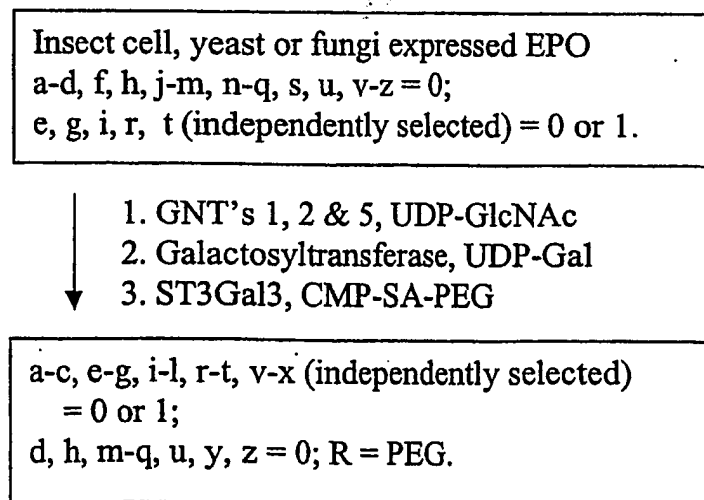 Insect cell, yeast or fungi expressed EPO
a-d, f, h, j-m, n-q, s, u, v-z = 0;
e, g, i, r, t (independently selected) = 0 or 1.
1. GNT's 1, 2 & 5, UDP-GlcNAc
2. Galactosyltransferase, UDP-Gal
3. ST3Gal3, CMP-SA-PEG
a-c, e-g, i-l, r-t, v-x (independently selected)
= 0 or 1;
d, h, m-q, u, y, z = 0; R = PEG.